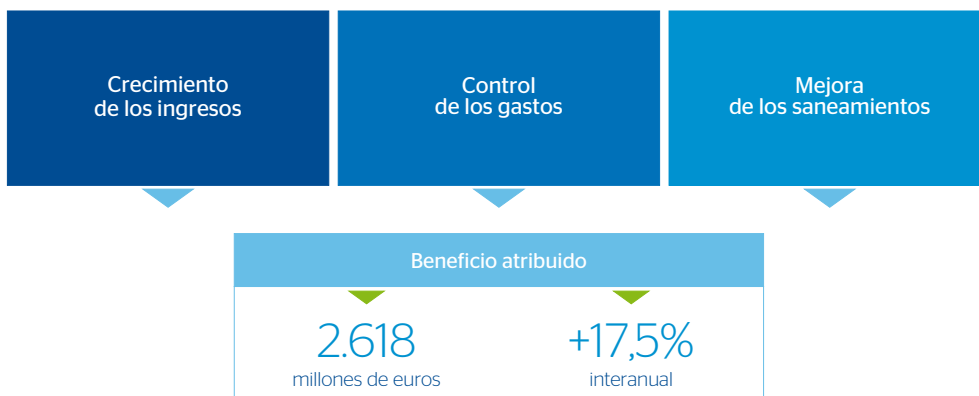 Crecimiento
de los ingresos
Control
de los gastos
Mejora
de los saneamientos
Beneficio atribuido
2.618
millones de euros
+17,5%
interanual